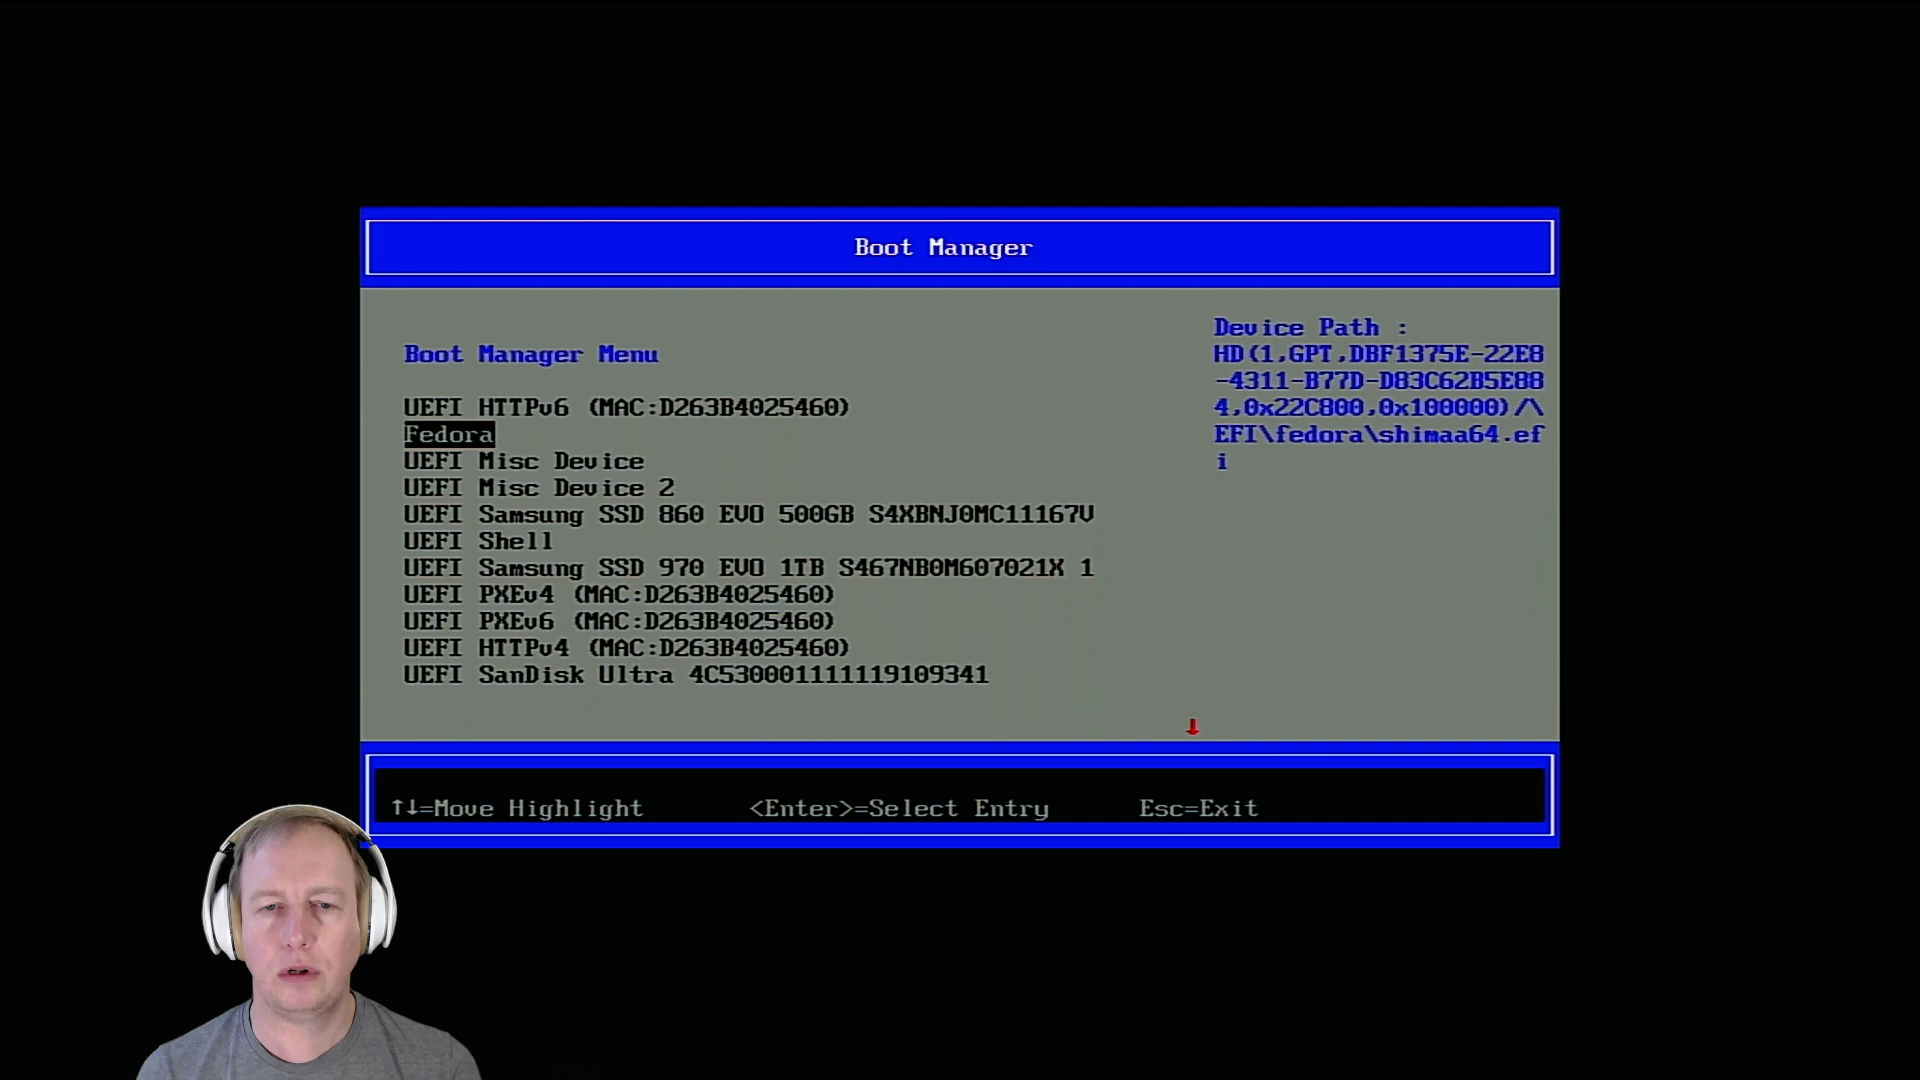 Boot Manager
Boot Manager Menu
UEFI HTTPv6 (MAC:D263B4025460)
Fedora
UEFI Misc Device
UEFI Misc Device 2
UEFI Samsung SSD 860 EVO 500GB S4XBNJ0MC11167V
UEFI Shell
UEFI Samsung SSD 970 EVO 1TB S467NB0M607021X 1
UEFI PXEv4 (MAC:D263B4025460)
UEFI PXEv6 (MAC:D263B4025460)
UEFI HTTPv4 (MAC:D263B4025460)
UEFI SanDisk Ultra 4C530001111119109341
Device Path :
HD(1,GPT,DBF1375E-22E8
-4311-B77D-D83C62B5E88
4,0x22C800,0x100000)/\
EFI\fedora\shimaa64.ef
i
↑↓=Move Highlight <Enter>=Select Entry Esc=Exit